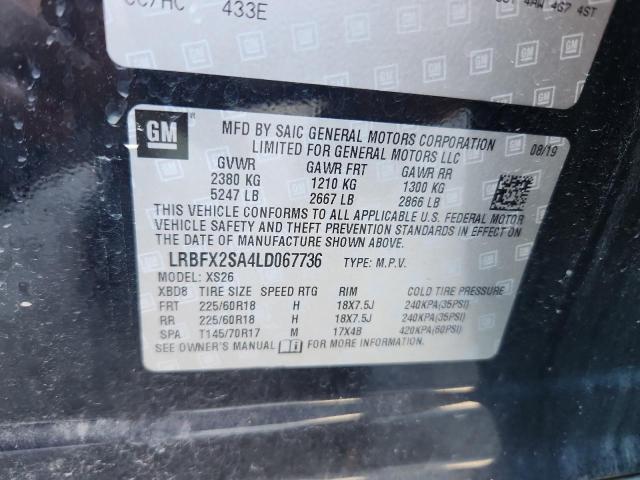 433E
4AW 4G7 4ST
GM
MFD BY SAIC GENERAL MOTORS CORPORATION
LIMITED FOR GENERAL MOTORS LLC
08/19
GVWR GAWR FRT GAWR RR
2380 KG 1210 KG 1300 KG
5247 LB 2667 LB 2866 LB
THIS VEHICLE CONFORMS TO ALL APPLICABLE U.S. FEDERAL MOTOR
VEHICLE SAFETY AND THEFT PREVENTION STANDARDS IN EFFECT ON THE
DATE OF MANUFACTURE SHOWN ABOVE.
LRBFX2SA4LD067736 TYPE: M.P.V.
MODEL: XS26
XBD8 TIRE SIZE SPEED RTG RIM COLD TIRE PRESSURE
FRT 225/60R18 H 18X7.5J 240KPA(35PSI)
RR 225/60R18 H 18X7.5J 240KPA(35PSI)
SPA T145/70R17 M 17X4B 420KPA(60PSI)
SEE OWNER'S MANUAL FOR MORE INFORMATION.